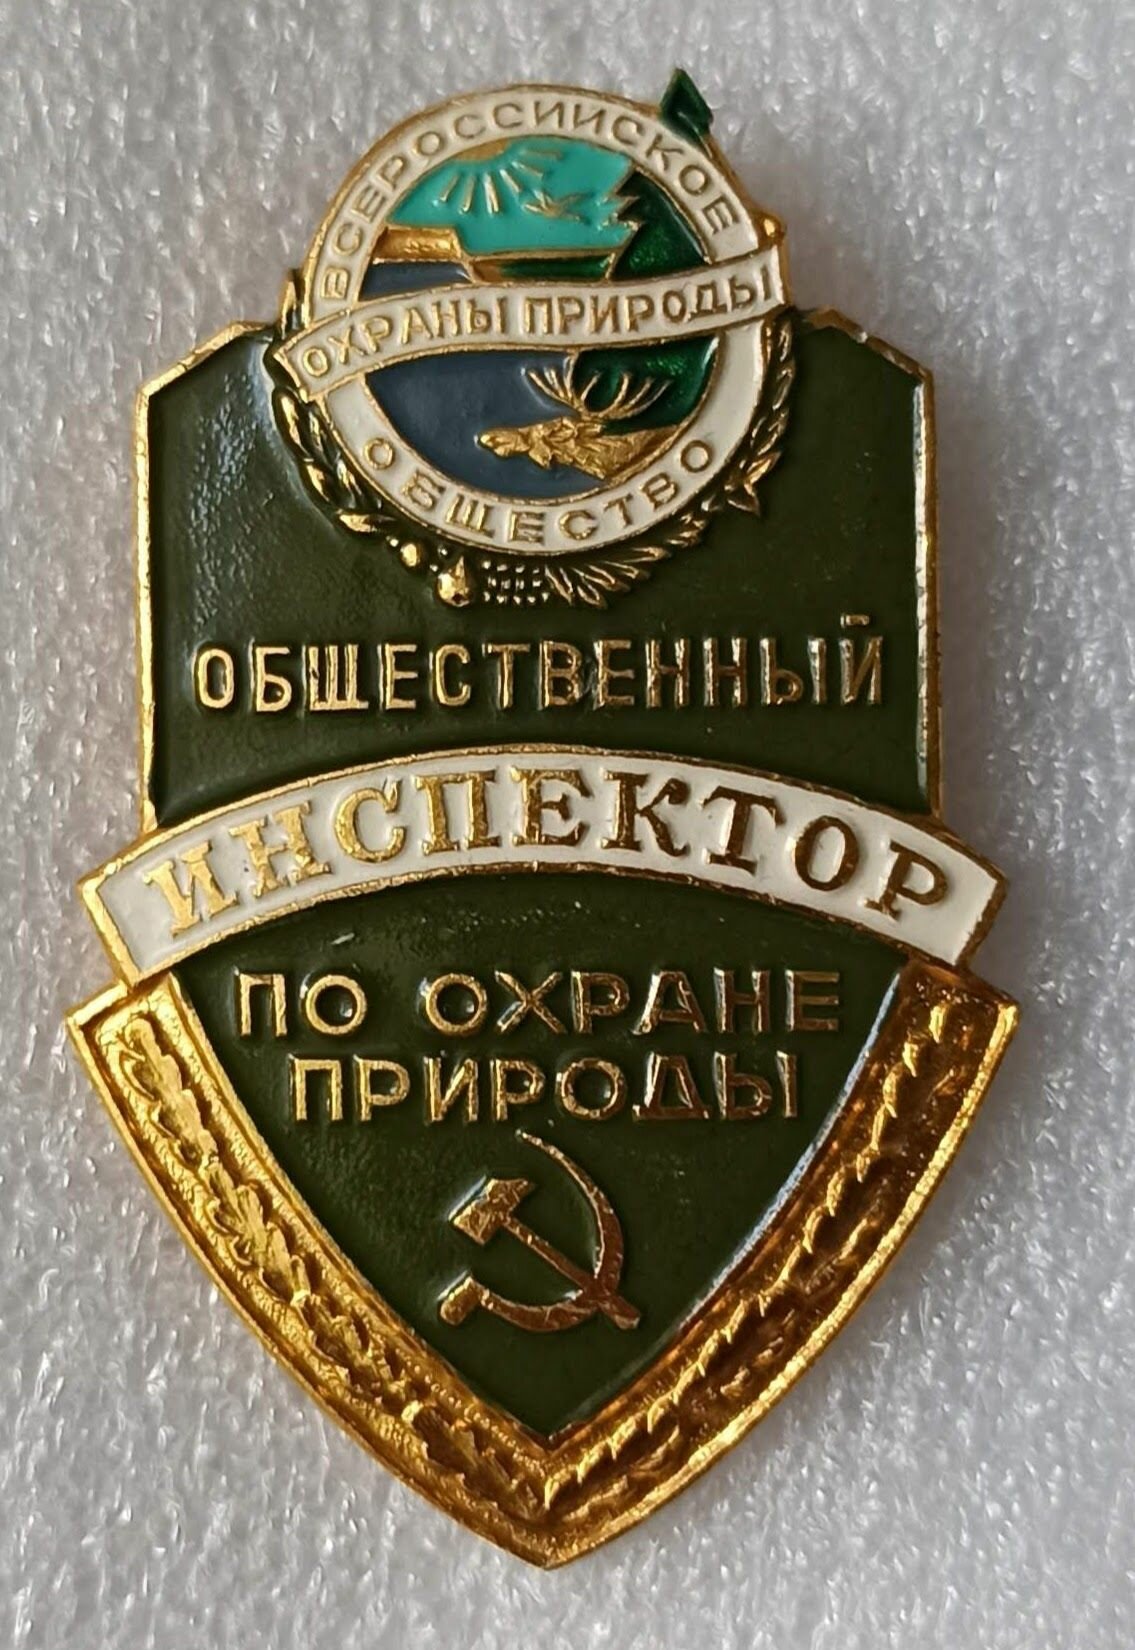 ВСЕРОССИЙСКОЕ
ОХРАНЫ ПРИРОДЫ
ОБЩЕСТВО
ОБЩЕСТВЕННЫЙ
ИНСПЕКТОР
ПО ОХРАНЕ
ПРИРОДЫ